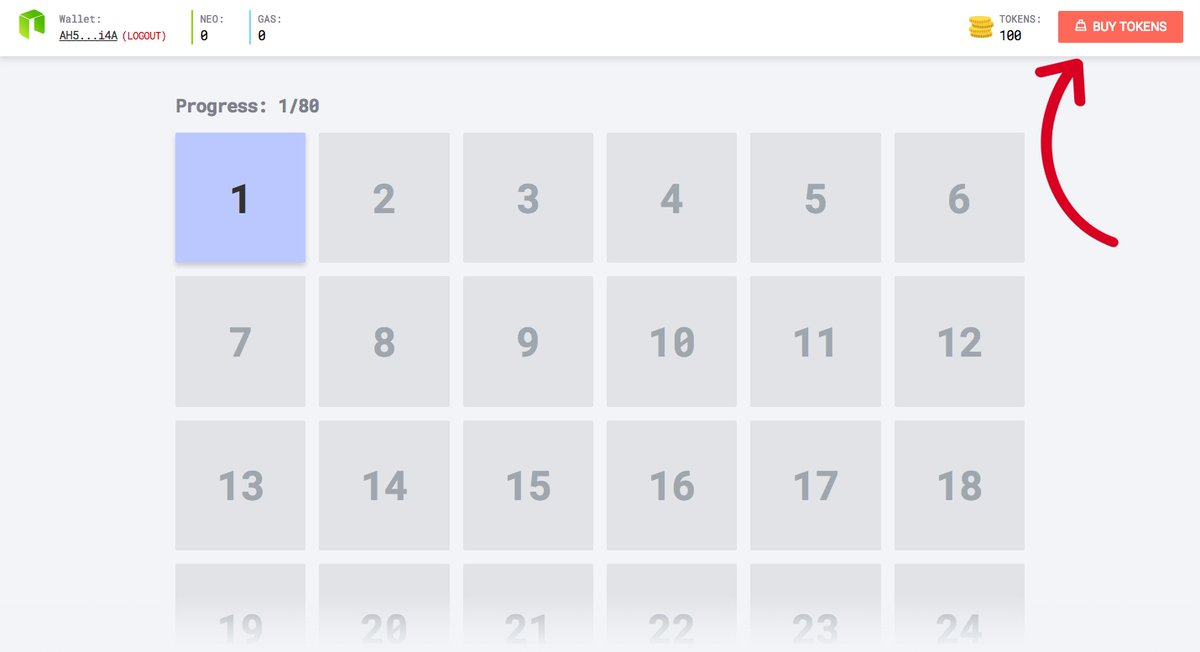 Wallet:
AH5...i4A (LOGOUT)
NEO:
0
GAS:
0
TOKENS:
100
BUY TOKENS
Progress: 1/80
1 2 3 4 5 6
7 8 9 10 11 12
13 14 15 16 17 18
19 20 21 22 23 24